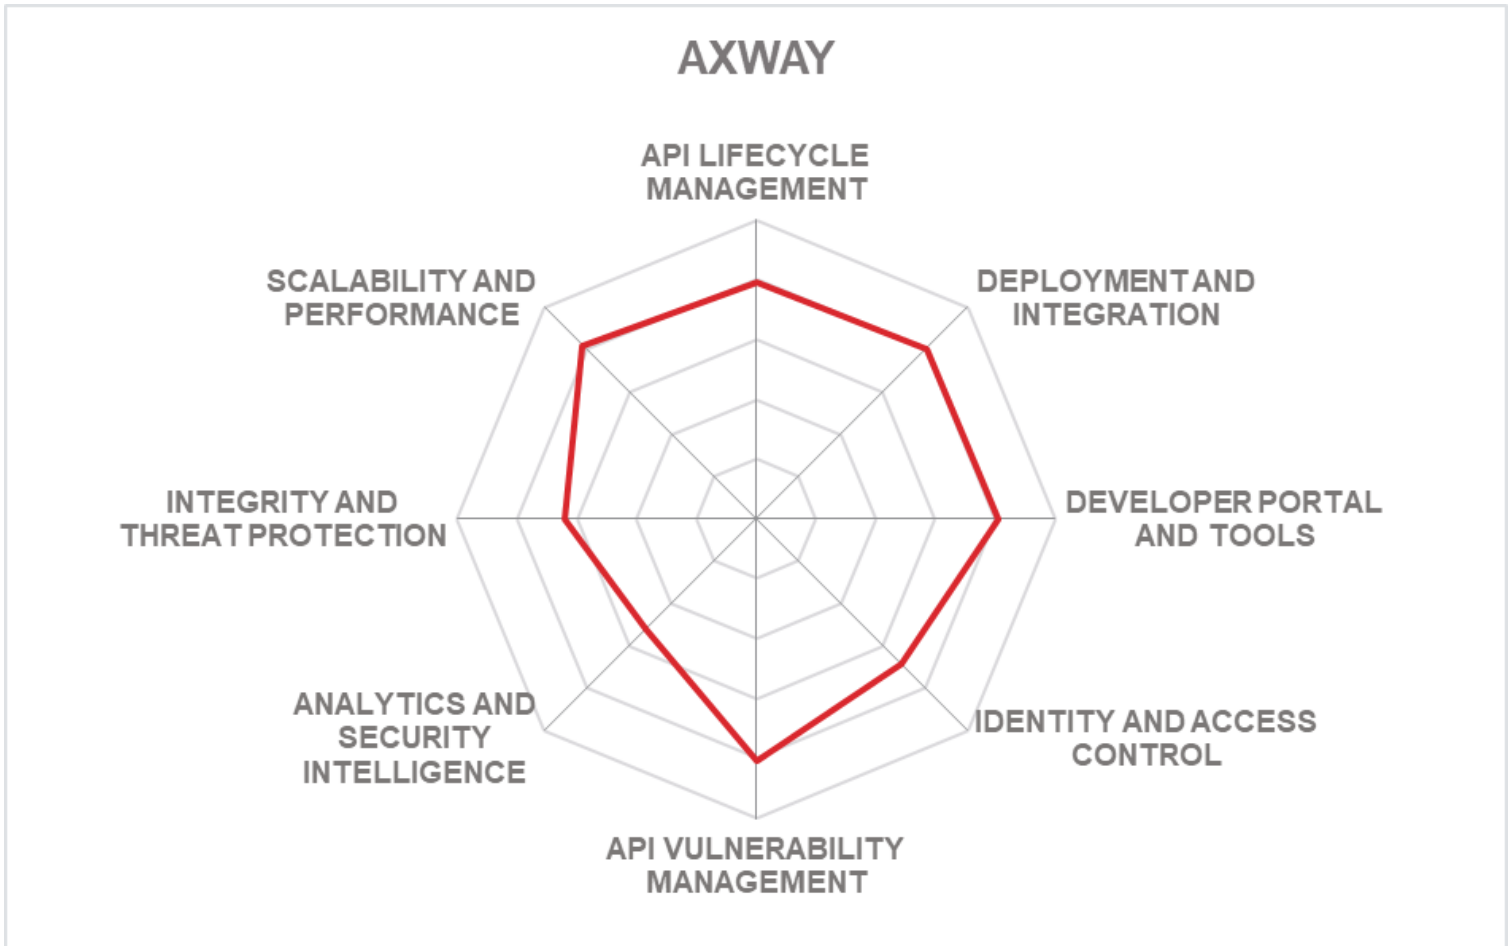 AXWAY
API LIFECYCLE
MANAGEMENT
SCALABILITY AND
PERFORMANCE
DEPLOYMENT AND
INTEGRATION
INTEGRITY AND
THREAT PROTECTION
DEVELOPER PORTAL
AND TOOLS
ANALYTICS AND
SECURITY
INTELLIGENCE
IDENTITY AND ACCESS
CONTROL
API VULNERABILITY
MANAGEMENT